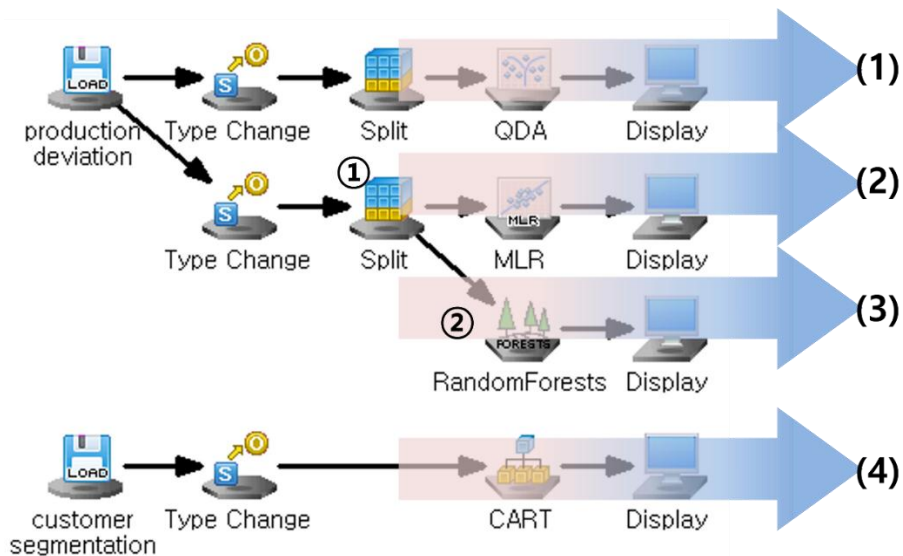 LOAD
production
deviation
Type Change
S
O
Split
QDA
Display
(1)
Type Change
S
O
①
Split
MLR
MLR
Display
(2)
②
FORESTS
RandomForests
Display
(3)
LOAD
customer
segmentation
Type Change
S
O
CART
Display
(4)